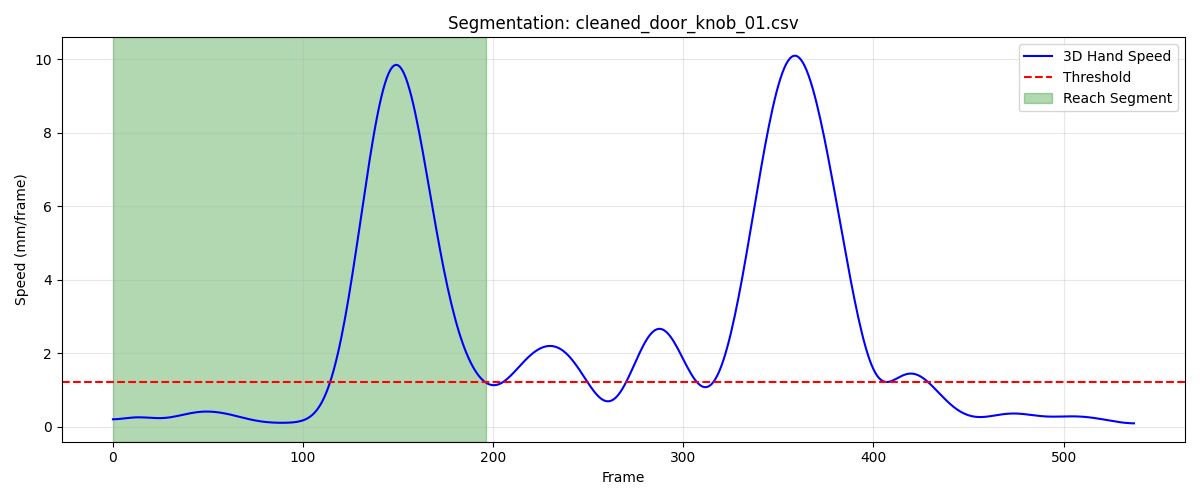 Segmentation: cleaned_door_knob_01.csv
3D Hand Speed
Threshold
Reach Segment
Speed (mm/frame)
10
8
6
4
2
0
0 100 200 300 400 500
Frame